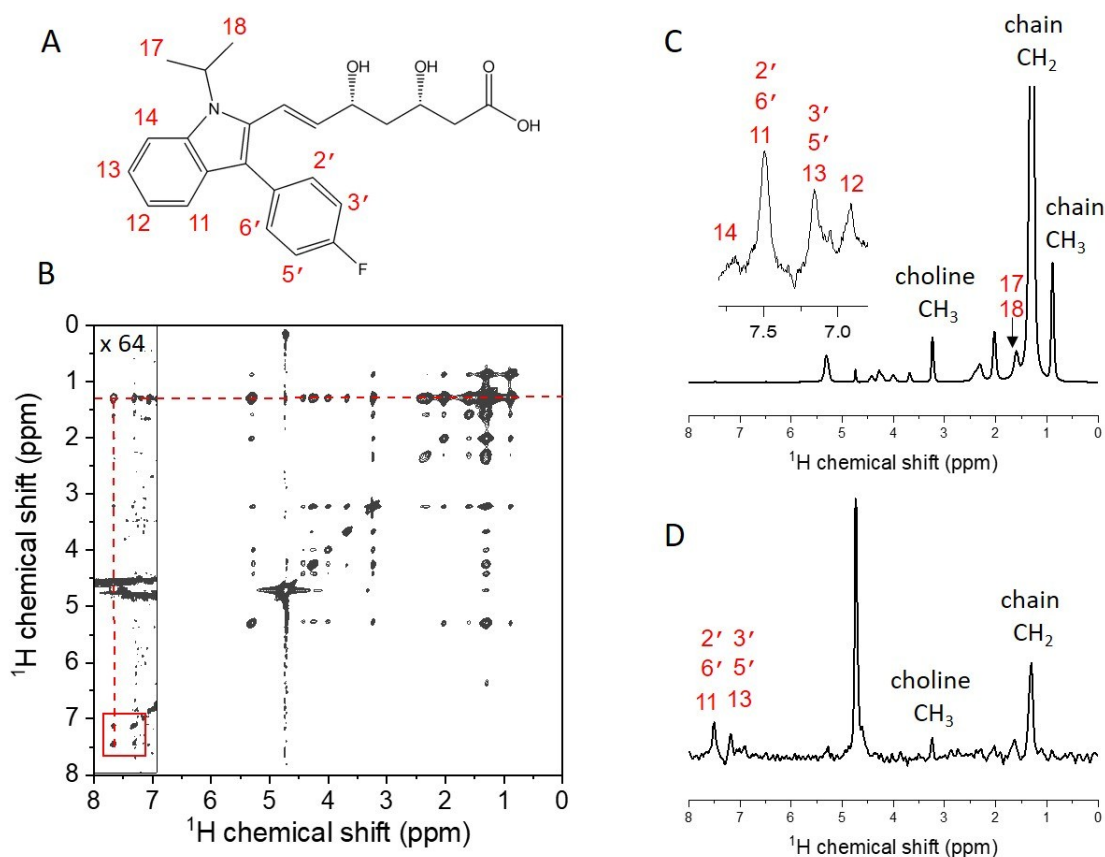 A
18
17
OH
OH
O
OH
N
14
13
12
11
2′
3′
6′
5′
F
B
x 64
0
1
2
3
4
5
6
7
8
¹H chemical shift (ppm)
8 7 6 5 4 3 2 1 0
¹H chemical shift (ppm)
C
chain
CH₂
2′
6′
11
3′
5′
13
12
14
7.5 7.0
choline
CH₃
17
18
chain
CH₃
8 7 6 5 4 3 2 1 0
¹H chemical shift (ppm)
D
2′
6′
11
3′
5′
13
choline
CH₃
chain
CH₂
8 7 6 5 4 3 2 1 0
¹H chemical shift (ppm)